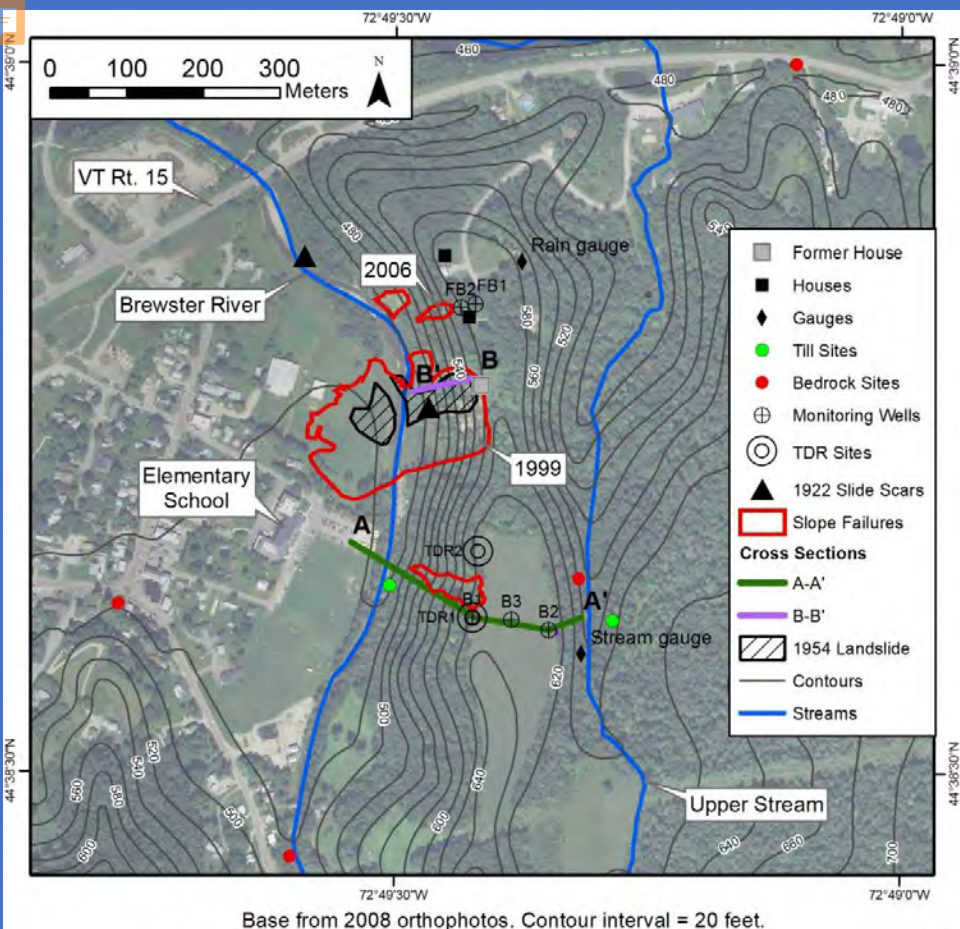 72°49'30"W
72°49'0"W
44°39'0"N
44°39'0"N
0 100 200 300
Meters
N
460
480
480
480
VT Rt. 15
480
Rain gauge
2006
FB2
FB1
Brewster River
580
520
540
560
B'
B
1999
Elementary
School
A
TDR2
B1
B3
B2
A'
TDR1
Stream gauge
620
500
640
600
520
540
580
560
600
500
Upper Stream
640
680
700
Former House
Houses
Gauges
Till Sites
Bedrock Sites
Monitoring Wells
TDR Sites
1922 Slide Scars
Slope Failures
Cross Sections
A-A'
B-B'
1954 Landslide
Contours
Streams
44°38'30"N
44°38'30"N
72°49'30"W
72°49'0"W
Base from 2008 orthophotos. Contour interval = 20 feet.